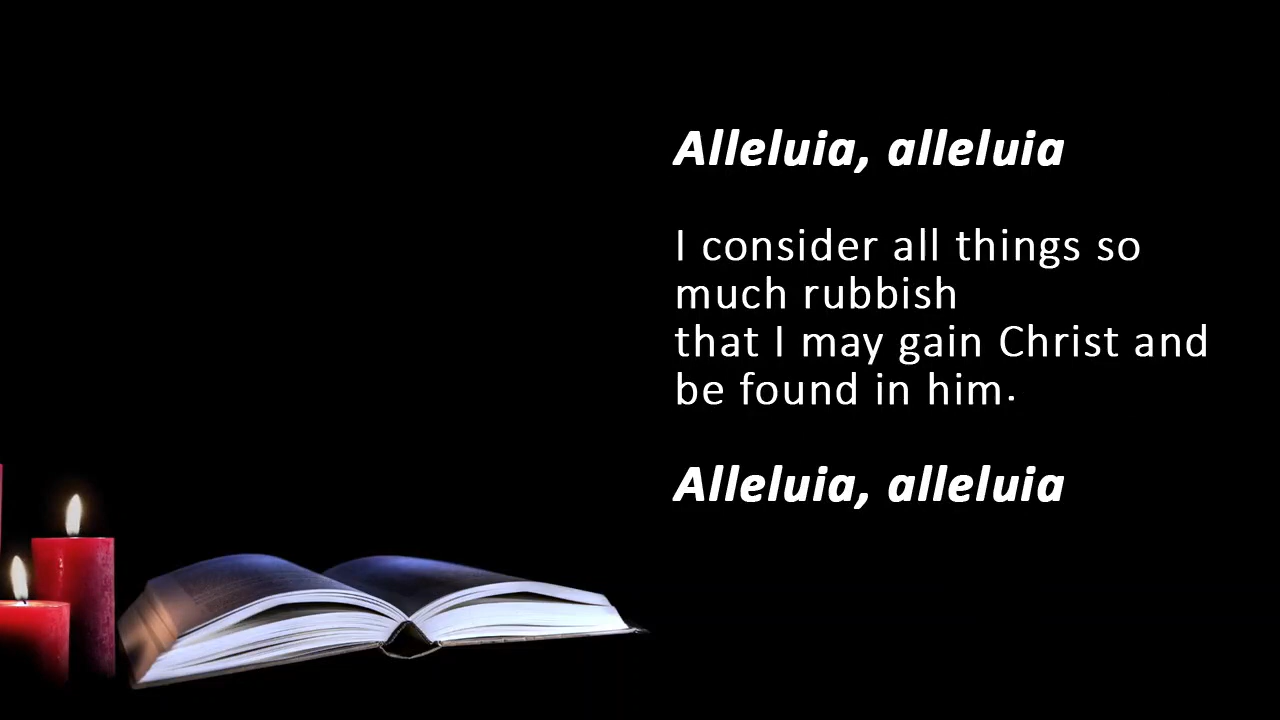 Alleluia, alleluia
I consider all things so
much rubbish
that I may gain Christ and
be found in him.
Alleluia, alleluia